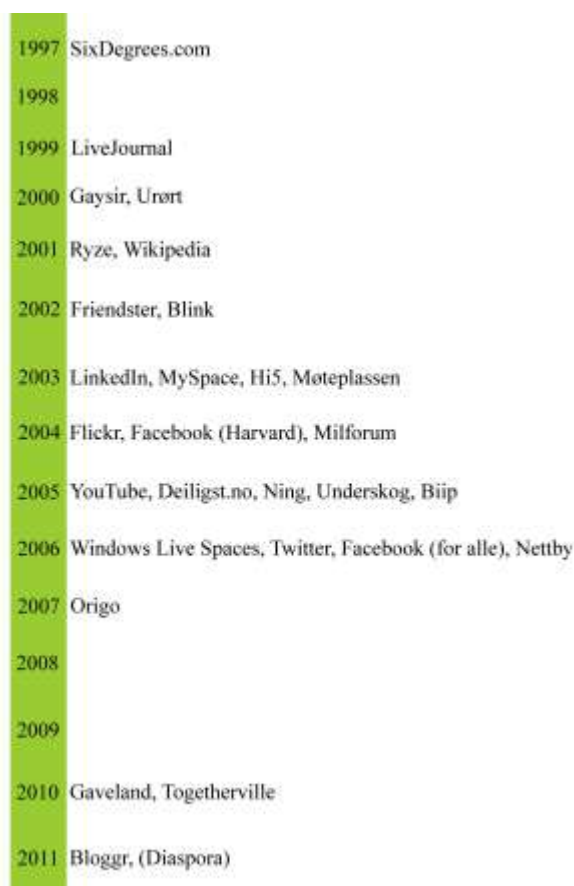 1997 SixDegrees.com
1998
1999 LiveJournal
2000 Gaysir, Urørt
2001 Ryze, Wikipedia
2002 Friendster, Blink
2003 LinkedIn, MySpace, Hi5, Møteplassen
2004 Flickr, Facebook (Harvard), Milforum
2005 YouTube, Deiligst.no, Ning, Underskog, Biip
2006 Windows Live Spaces, Twitter, Facebook (for alle), Nettby
2007 Origo
2008
2009
2010 Gaveland, Togetherville
2011 Bloggr, (Diaspora)